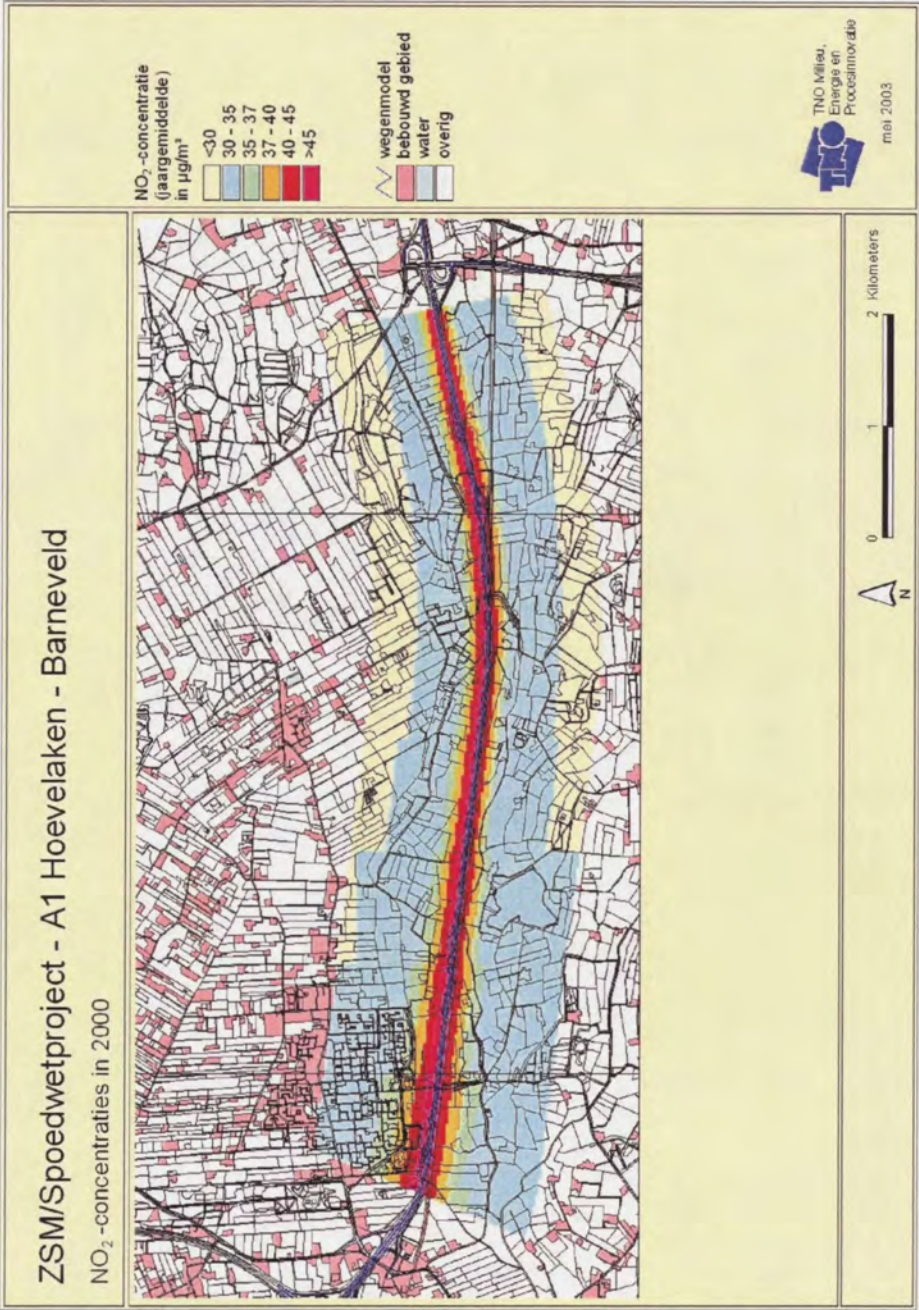 ZSM/Spoedwetproject - A1 Hoevelaken - Barneveld
NO₂-concentraties in 2000
NO₂-concentratie
(jaargemiddelde)
in µg/m³
<30
30 - 35
35 - 37
37 - 40
40 - 45
>45
wegenmodel
bebouwd gebied
water
overig
N
0 1 2 Kilometers
TNO
TNO Milieu,
Energie en
Procesinnovatie
mei 2003